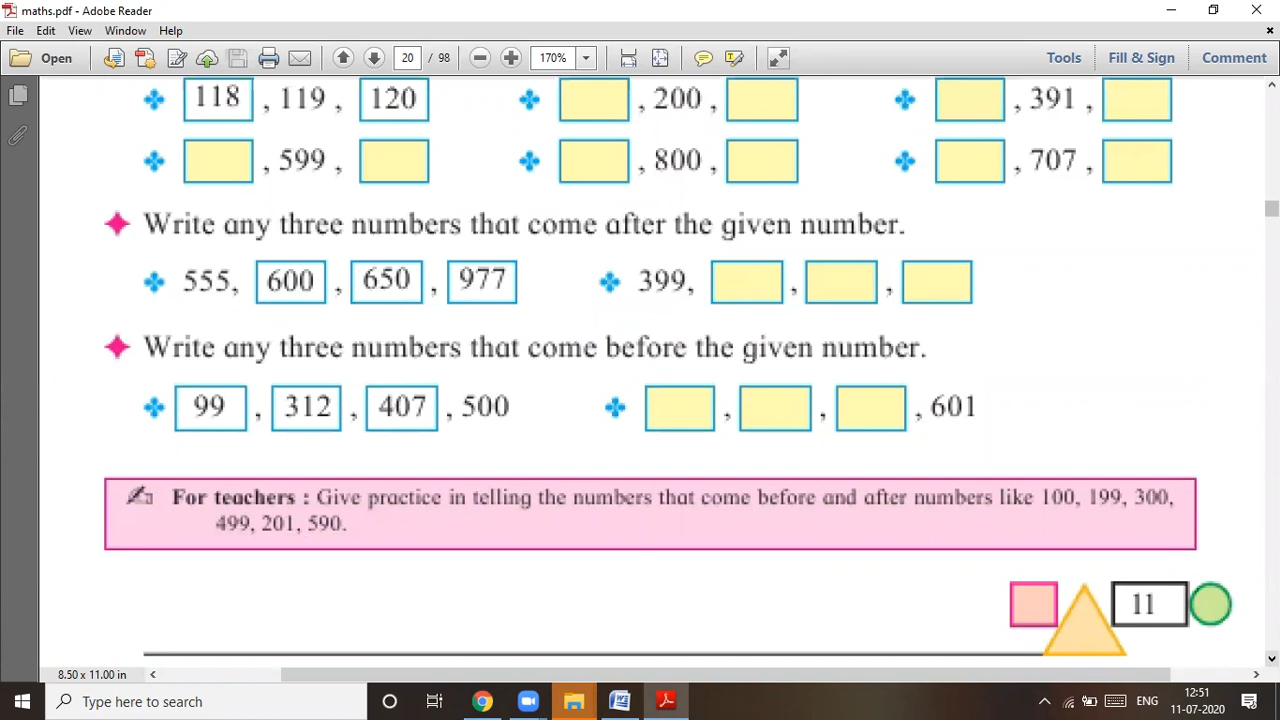 maths.pdf - Adobe Reader
File Edit View Window Help
Open 20 / 98 170% Tools Fill & Sign Comment
118 , 119 , 120 , 200 , , 391 ,
, 599 , , 800 , , 707 ,
Write any three numbers that come after the given number.
555, 600 , 650 , 977 399, , ,
Write any three numbers that come before the given number.
99 , 312 , 407 , 500 , , , 601
For teachers : Give practice in telling the numbers that come before and after numbers like 100, 199, 300,
499, 201, 590.
11
8.50 x 11.00 in
Type here to search ENG 12:51
11-07-2020